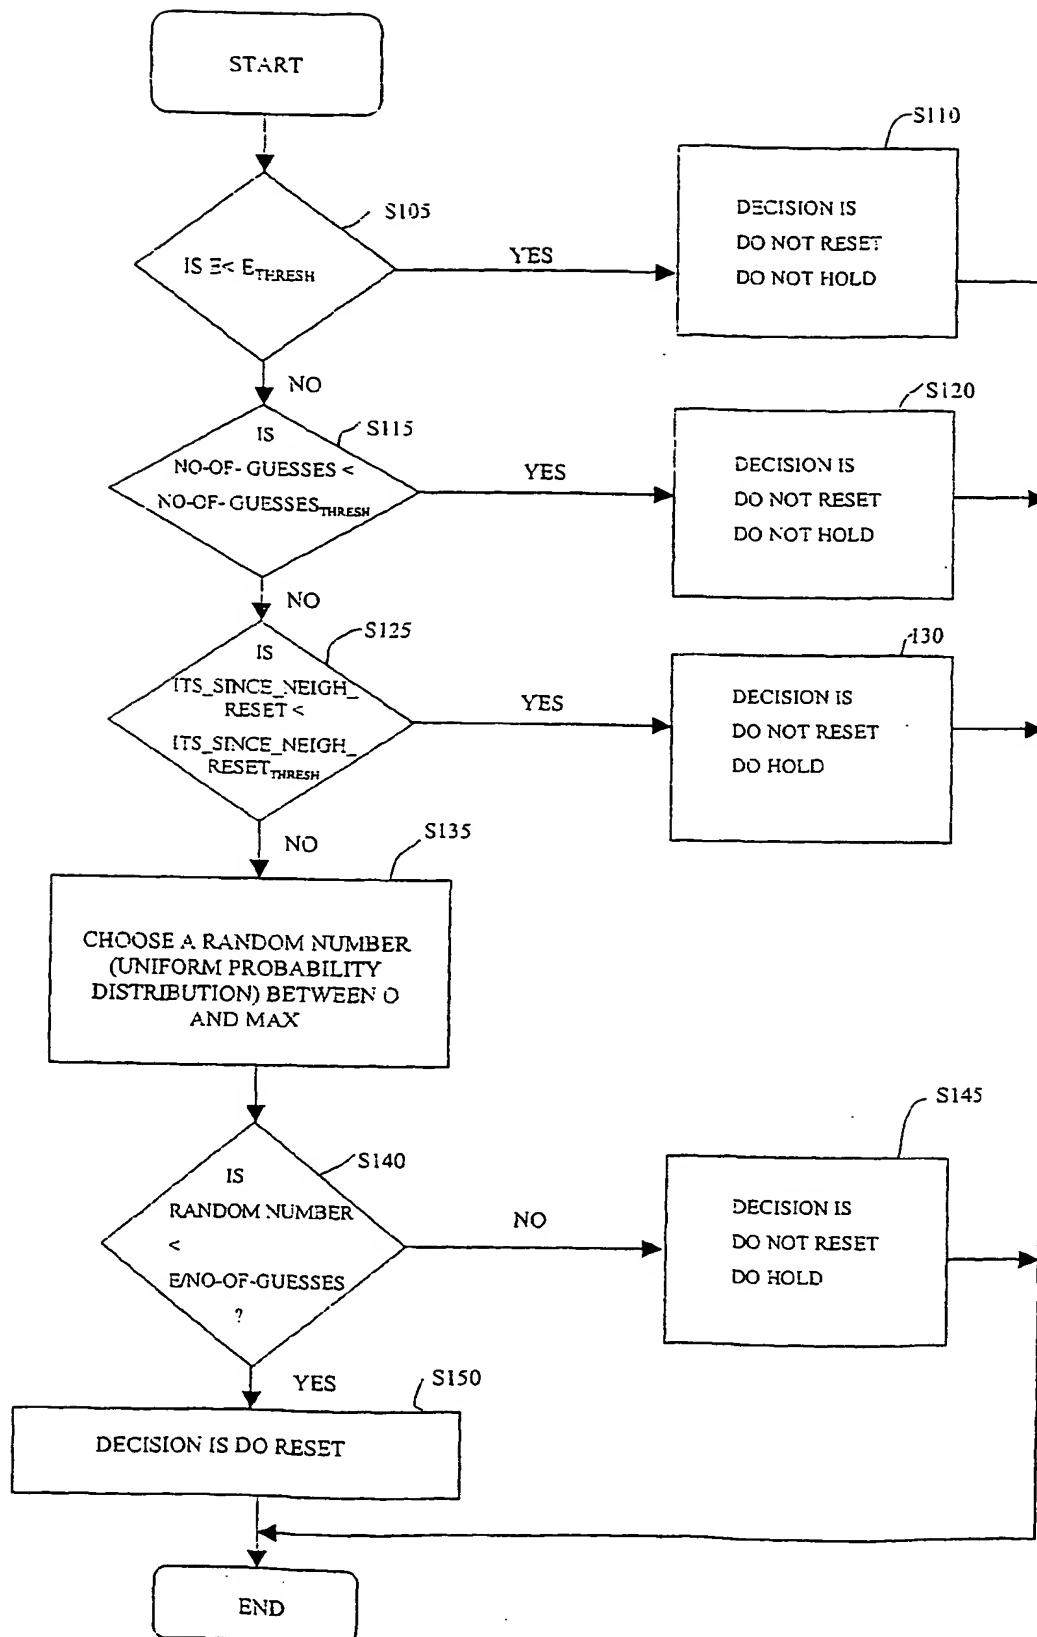 START
S110
DECISION IS
DO NOT RESET
DO NOT HOLD
S105
IS E< E_THRESH
YES
NO
S120
DECISION IS
DO NOT RESET
DO NOT HOLD
S115
IS
NO-OF- GUESSES <
NO-OF- GUESSES_THRESH
YES
NO
130
DECISION IS
DO NOT RESET
DO HOLD
S125
IS
ITS_SINCE_NEIGH_
RESET <
ITS_SINCE_NEIGH_
RESET_THRESH
YES
NO
S135
CHOOSE A RANDOM NUMBER
(UNIFORM PROBABILITY
DISTRIBUTION) BETWEEN O
AND MAX
S145
DECISION IS
DO NOT RESET
DO HOLD
S140
IS
RANDOM NUMBER
<
E/NO-OF-GUESSES
?
NO
YES
S150
DECISION IS DO RESET
END